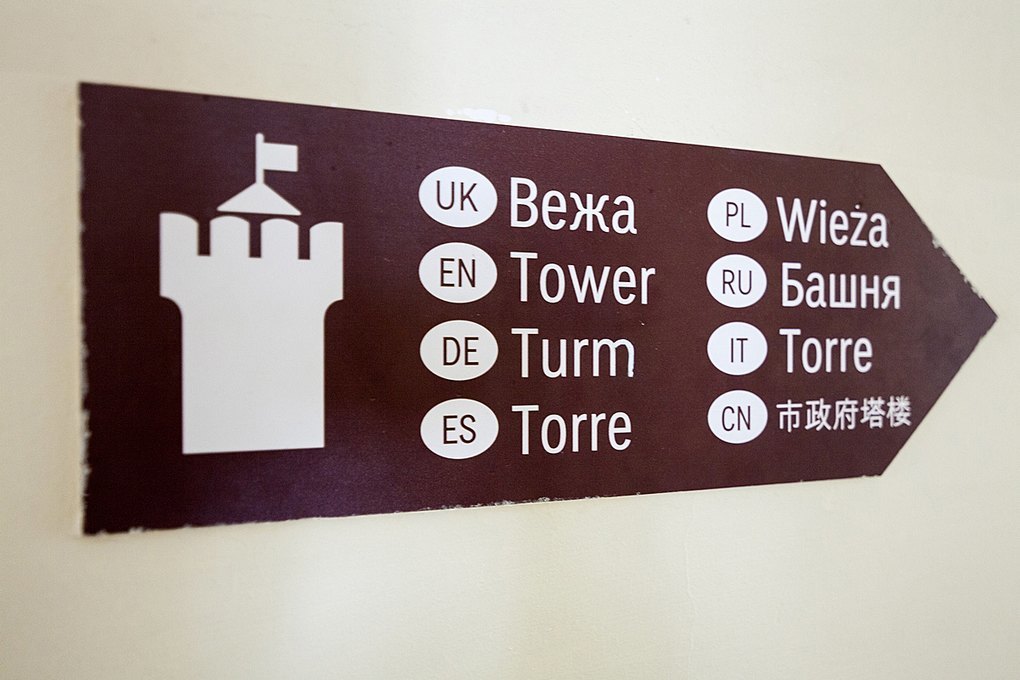 UK Вежа
EN Tower
DE Turm
ES Torre
PL Wieża
RU Башня
IT Torre
CN 市政府塔楼